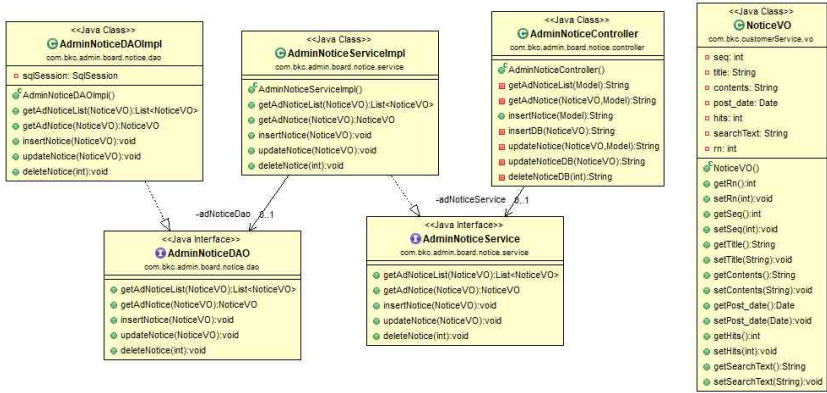 <<Java Class>>
AdminNoticeDAOImpl
com.bkc.admin.board.notice.dao
sqlSession: SqlSession
AdminNoticeDAOImpl()
getAdNoticeList(NoticeVO):List<NoticeVO>
getAdNotice(NoticeVO):NoticeVO
insertNotice(NoticeVO):void
updateNotice(NoticeVO):void
deleteNotice(int):void
<<Java Class>>
AdminNoticeServiceImpl
com.bkc.admin.board.notice.service
AdminNoticeServiceImpl()
getAdNoticeList(NoticeVO):List<NoticeVO>
getAdNotice(NoticeVO):NoticeVO
insertNotice(NoticeVO):void
updateNotice(NoticeVO):void
deleteNotice(int):void
<<Java Class>>
AdminNoticeController
com.bkc.admin.board.notice.controller
AdminNoticeController()
getAdNoticeList(Model):String
getAdNotice(NoticeVO,Model):String
insertNotice(Model):String
insertDB(NoticeVO):String
updateNotice(NoticeVO,Model):String
updateNoticeDB(NoticeVO):String
deleteNoticeDB(int):String
<<Java Class>>
NoticeVO
com.bkc.customerService.vo
seq: int
title: String
contents: String
post_date: Date
hits: int
searchText: String
rn: int
NoticeVO()
getRn():int
setRn(int):void
getSeq():int
setSeq(int):void
getTitle():String
setTitle(String):void
getContents():String
setContents(String):void
getPost_date():Date
setPost_date(Date):void
getHits():int
setHits(int):void
getSearchText():String
setSearchText(String):void
-adNoticeDao 0..1
-adNoticeService 0..1
<<Java Interface>>
AdminNoticeDAO
com.bkc.admin.board.notice.dao
getAdNoticeList(NoticeVO):List<NoticeVO>
getAdNotice(NoticeVO):NoticeVO
insertNotice(NoticeVO):void
updateNotice(NoticeVO):void
deleteNotice(int):void
<<Java Interface>>
AdminNoticeService
com.bkc.admin.board.notice.service
getAdNoticeList(NoticeVO):List<NoticeVO>
getAdNotice(NoticeVO):NoticeVO
insertNotice(NoticeVO):void
updateNotice(NoticeVO):void
deleteNotice(int):void